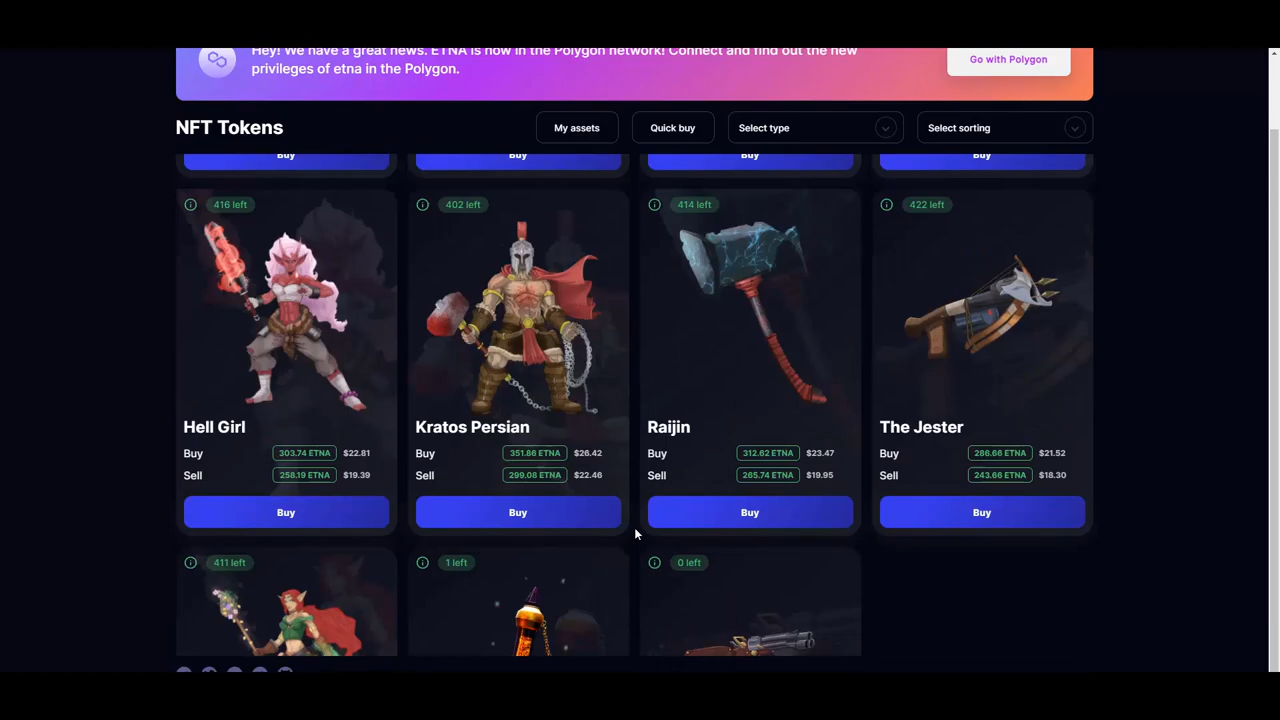 Hey! We have a great news. ETNA is now in the Polygon network! Connect and find out the new
privileges of etna in the Polygon.
Go with Polygon
NFT Tokens
My assets
Quick buy
Select type
Select sorting
Buy
Buy
Buy
Buy
416 left
402 left
414 left
422 left
Hell Girl
Kratos Persian
Raijin
The Jester
Buy 303.74 ETNA $22.81
Buy 351.86 ETNA $26.42
Buy 312.62 ETNA $23.47
Buy 286.66 ETNA $21.52
Sell 258.19 ETNA $19.39
Sell 299.08 ETNA $22.46
Sell 265.74 ETNA $19.95
Sell 243.66 ETNA $18.30
Buy
Buy
Buy
Buy
411 left
1 left
0 left